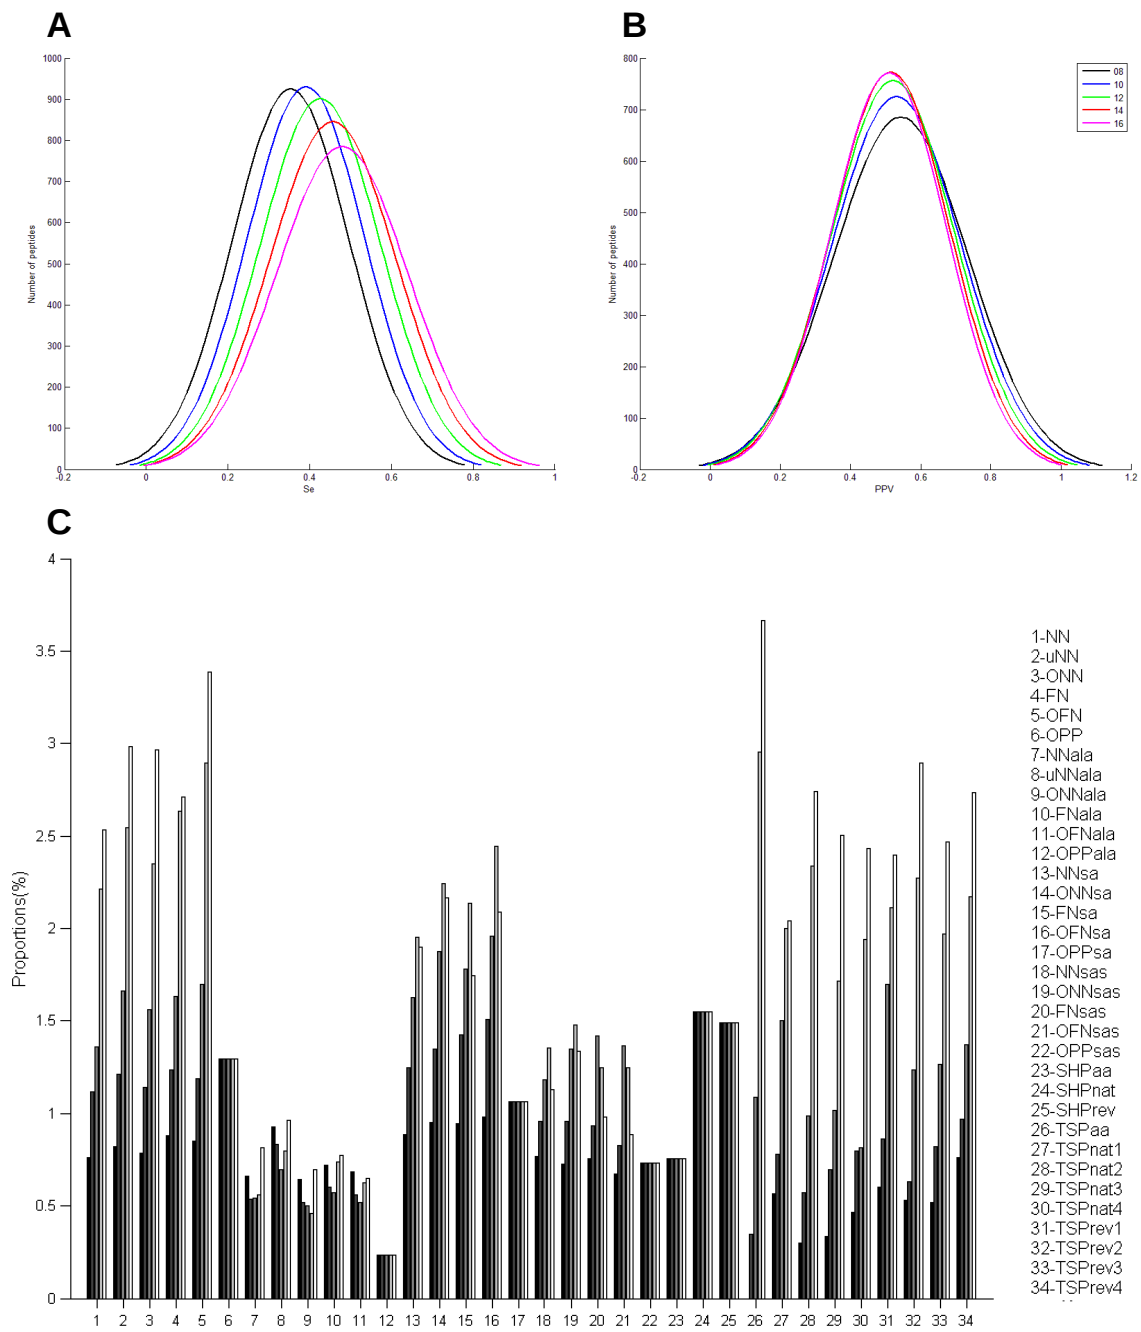 A
B
1000
900
800
700
600
500
400
300
200
100
0
Number of peptides
-0.2
0
0.2
0.4
0.6
0.8
1
Se
800
700
600
500
400
300
200
100
0
Number of peptides
-0.2
0
0.2
0.4
0.6
0.8
1
1.2
PPV
08
10
12
14
16
C
4
3.5
3
2.5
2
1.5
1
0.5
0
Proportions(%)
1 2 3 4 5 6 7 8 9 10 11 12 13 14 15 16 17 18 19 20 21 22 23 24 25 26 27 28 29 30 31 32 33 34
1-NN
2-uNN
3-ONN
4-FN
5-OFN
6-OPP
7-NNala
8-uNNala
9-ONNala
10-FNala
11-OFNala
12-OPPala
13-NNsa
14-ONNsa
15-FNsa
16-OFNsa
17-OPPsa
18-NNsas
19-ONNsas
20-FNsas
21-OFNsas
22-OPPsas
23-SHPaa
24-SHPnat
25-SHPrev
26-TSPaa
27-TSPnat1
28-TSPnat2
29-TSPnat3
30-TSPnat4
31-TSPrev1
32-TSPrev2
33-TSPrev3
34-TSPrev4